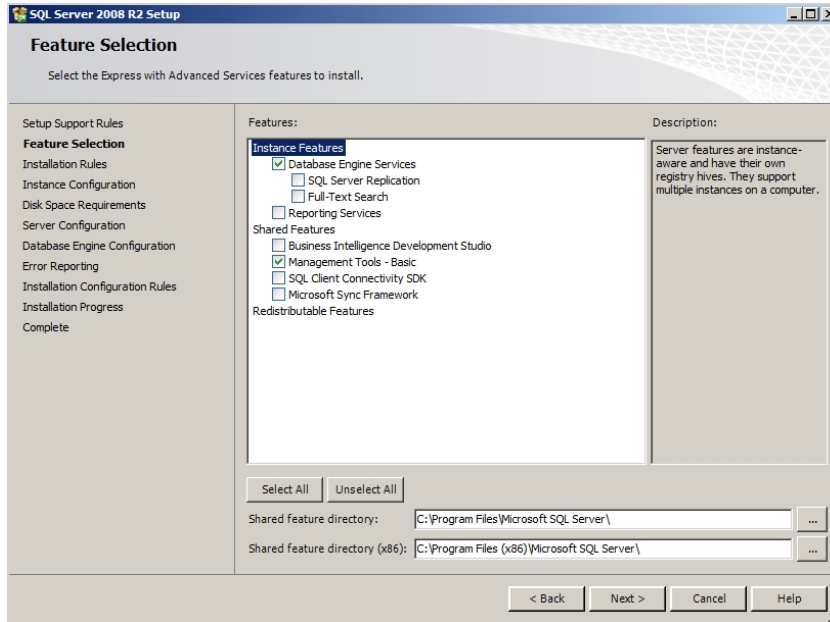 SQL Server 2008 R2 Setup
Feature Selection
Select the Express with Advanced Services features to install.
Setup Support Rules
Feature Selection
Installation Rules
Instance Configuration
Disk Space Requirements
Server Configuration
Database Engine Configuration
Error Reporting
Installation Configuration Rules
Installation Progress
Complete
Features:
Instance Features
Database Engine Services
SQL Server Replication
Full-Text Search
Reporting Services
Shared Features
Business Intelligence Development Studio
Management Tools - Basic
SQL Client Connectivity SDK
Microsoft Sync Framework
Redistributable Features
Description:
Server features are instance-
aware and have their own
registry hives. They support
multiple instances on a computer.
Select All
Unselect All
Shared feature directory:
C:\Program Files\Microsoft SQL Server\
...
Shared feature directory (x86):
C:\Program Files (x86)\Microsoft SQL Server\
...
< Back
Next >
Cancel
Help